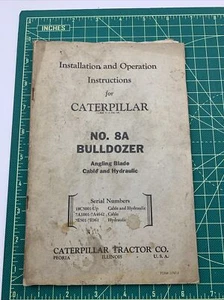 INCHES
Installation and Operation
Instructions
for
CATERPILLAR
NO. 8A
BULLDOZER
Angling Blade
Cable and Hydraulic
Serial Numbers
Cable and Hydraulic
Cable
Hydraulic
CATERPILLAR TRACTOR CO.
PEORIA ILLINOIS U.S.A.